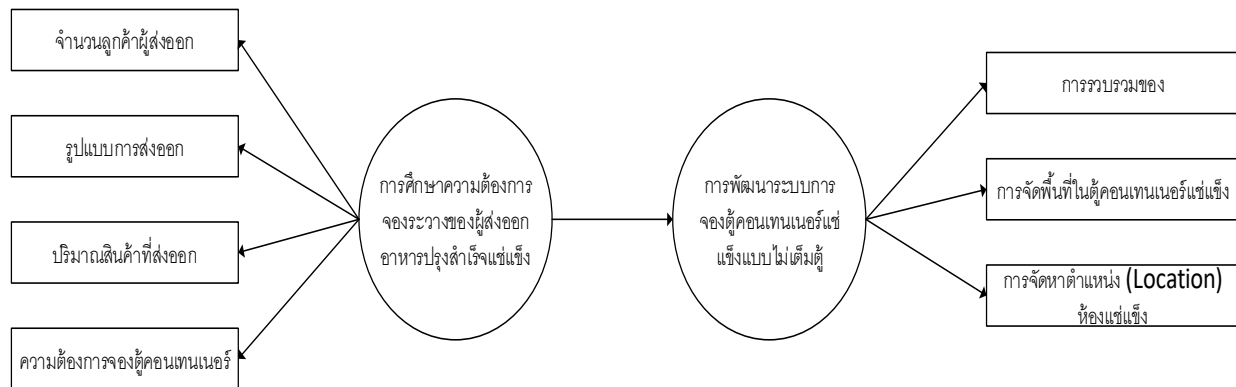 จำนวนลูกค้าผู้ส่งออก
รูปแบบการส่งออก
ปริมาณสินค้าที่ส่งออก
ความต้องการจองตู้คอนเทนเนอร์
การศึกษาความต้องการ
จองระวางของผู้ส่งออก
อาหารปรุงสำเร็จแช่แข็ง
การพัฒนาระบบการ
จองตู้คอนเทนเนอร์แช่
แข็งแบบไม่เต็มตู้
การรวบรวมของ
การจัดพื้นที่ในตู้คอนเทนเนอร์แช่แข็ง
การจัดหาตำแหน่ง (Location)
ห้องแช่แข็ง